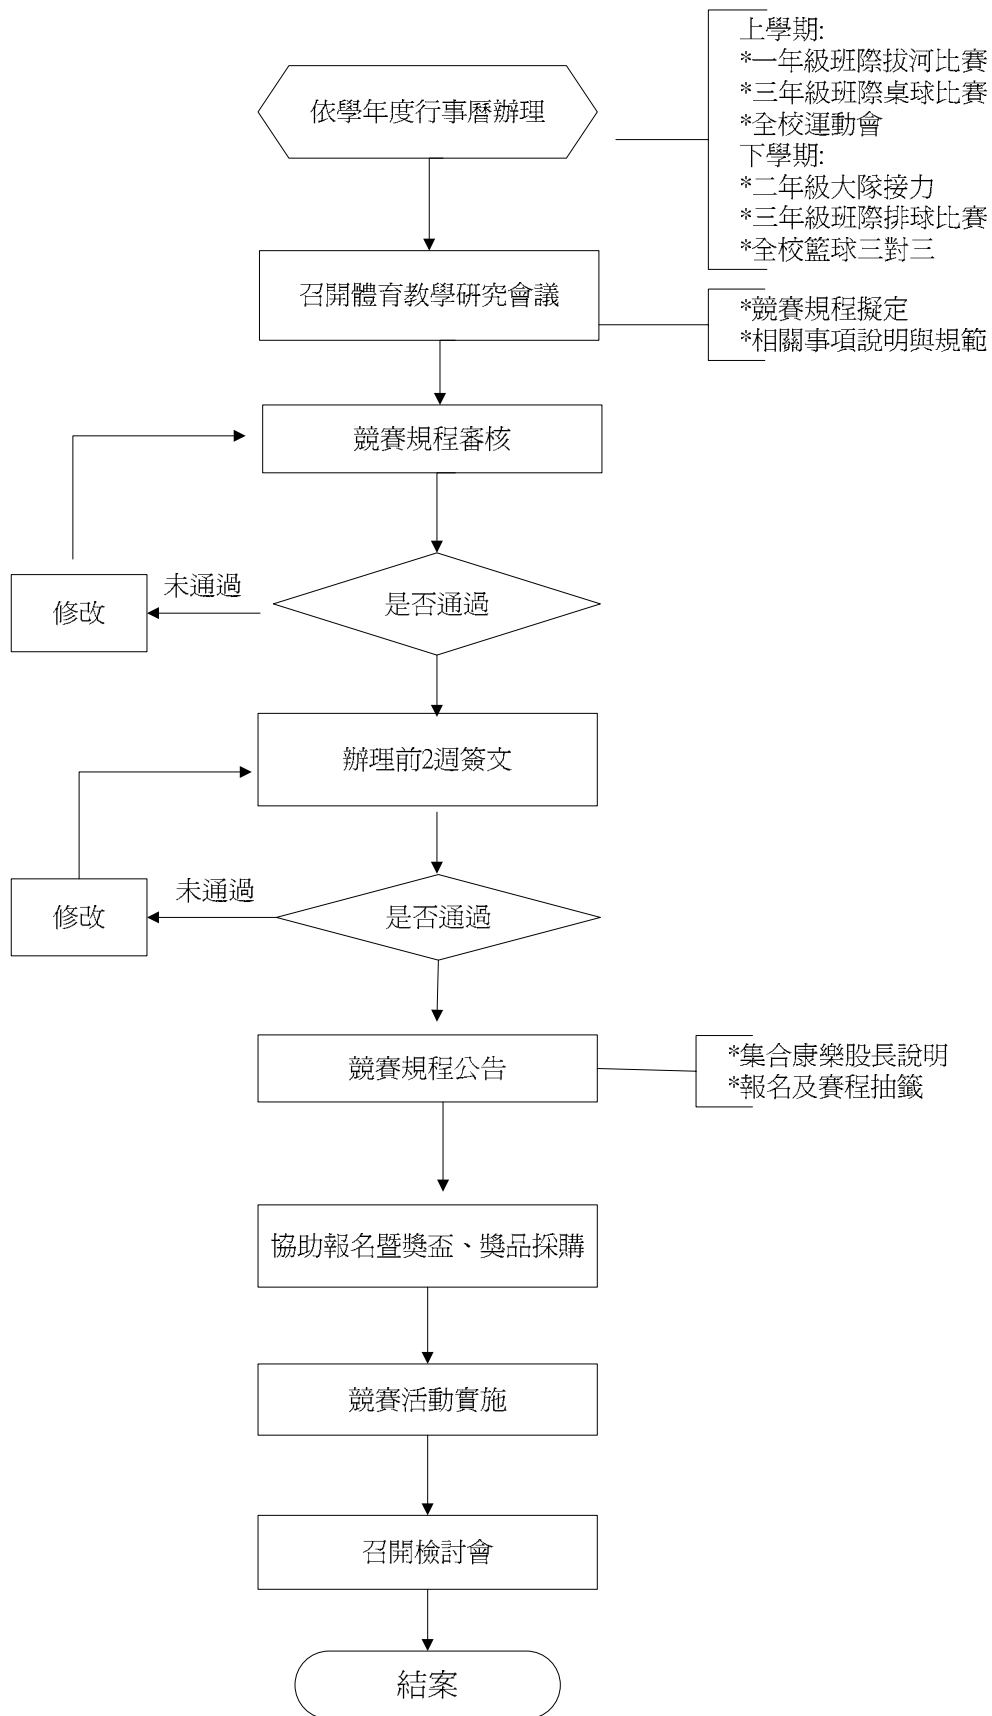 依學年度行事曆辦理
上學期:
*一年級班際拔河比賽
*三年級班際桌球比賽
*全校運動會
下學期:
*二年級大隊接力
*三年級班際排球比賽
*全校籃球三對三
召開體育教學研究會議
*競賽規程擬定
*相關事項說明與規範
競賽規程審核
是否通過
未通過
修改
辦理前2週簽文
是否通過
未通過
修改
競賽規程公告
*集合康樂股長說明
*報名及賽程抽籤
協助報名暨獎盃、獎品採購
競賽活動實施
召開檢討會
結案